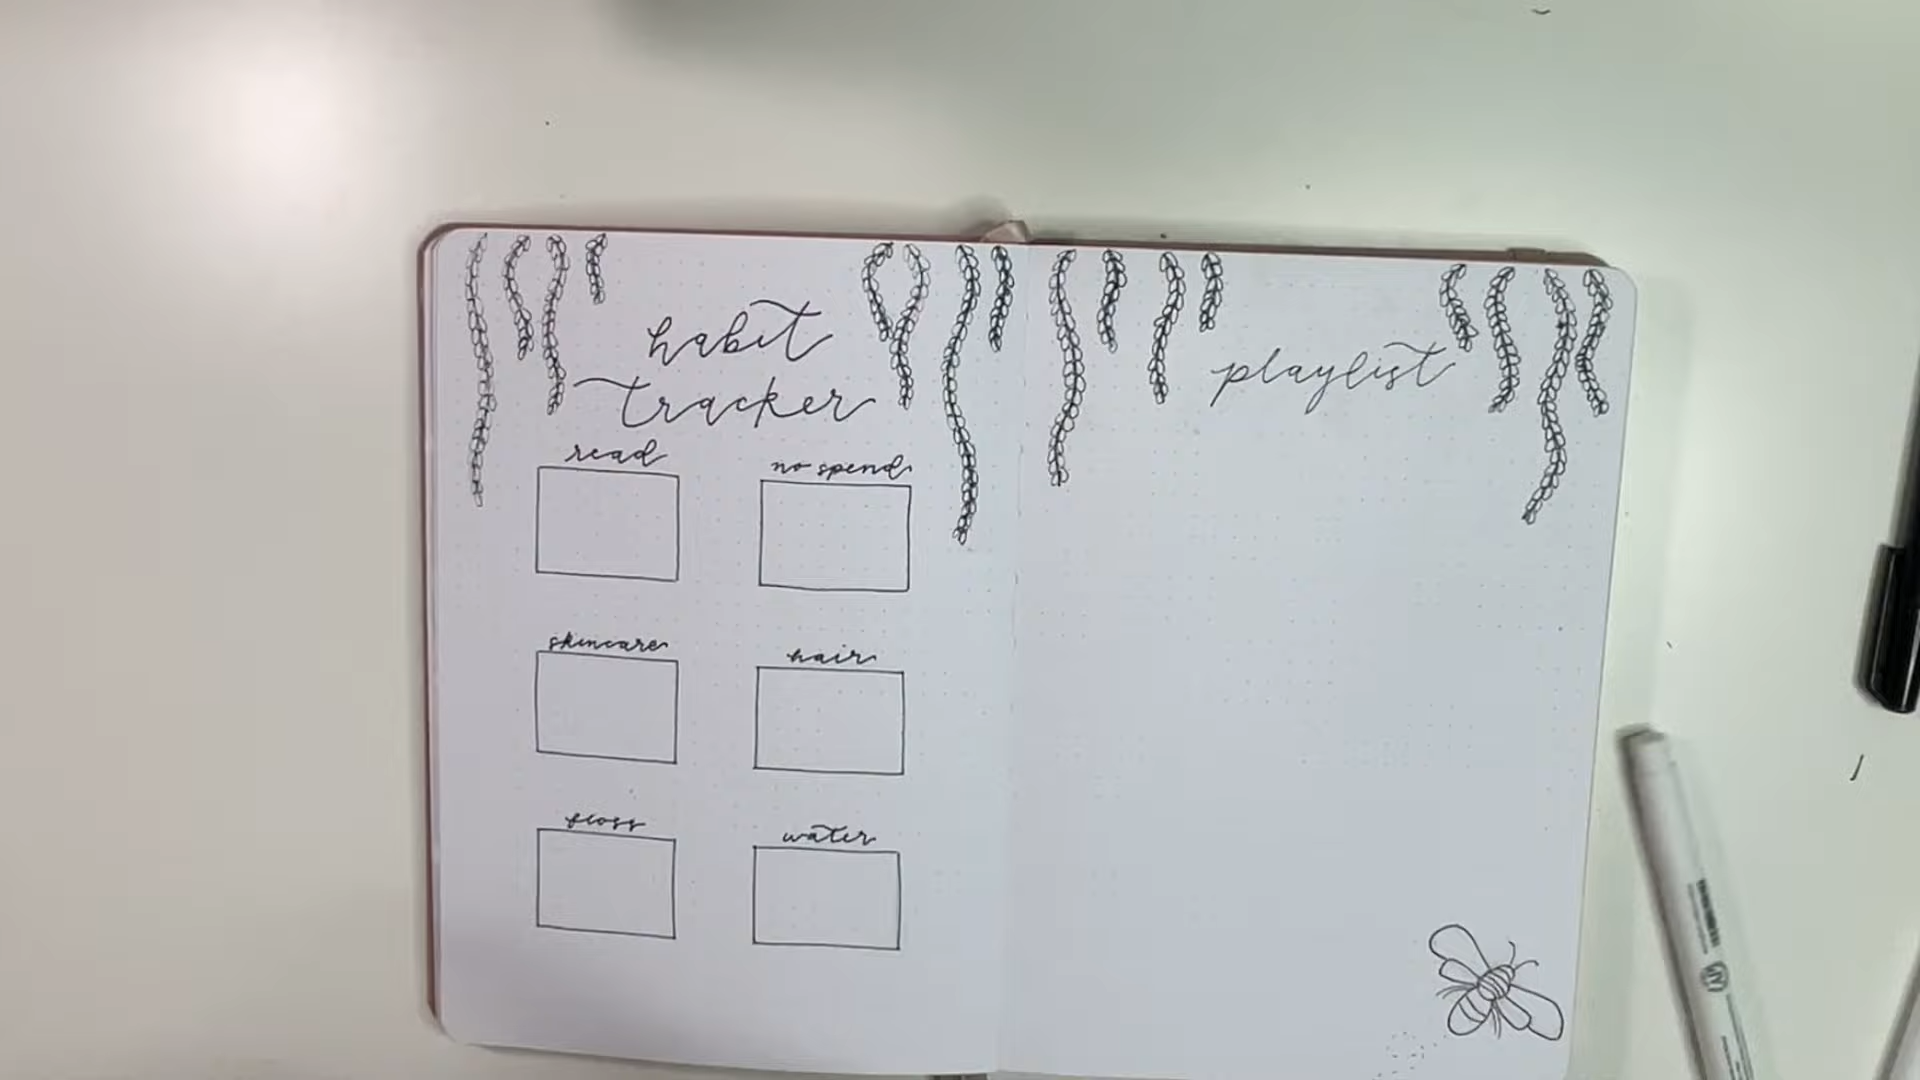 habit
tracker
read
no spend
skincare
hair
floss
water
playlist